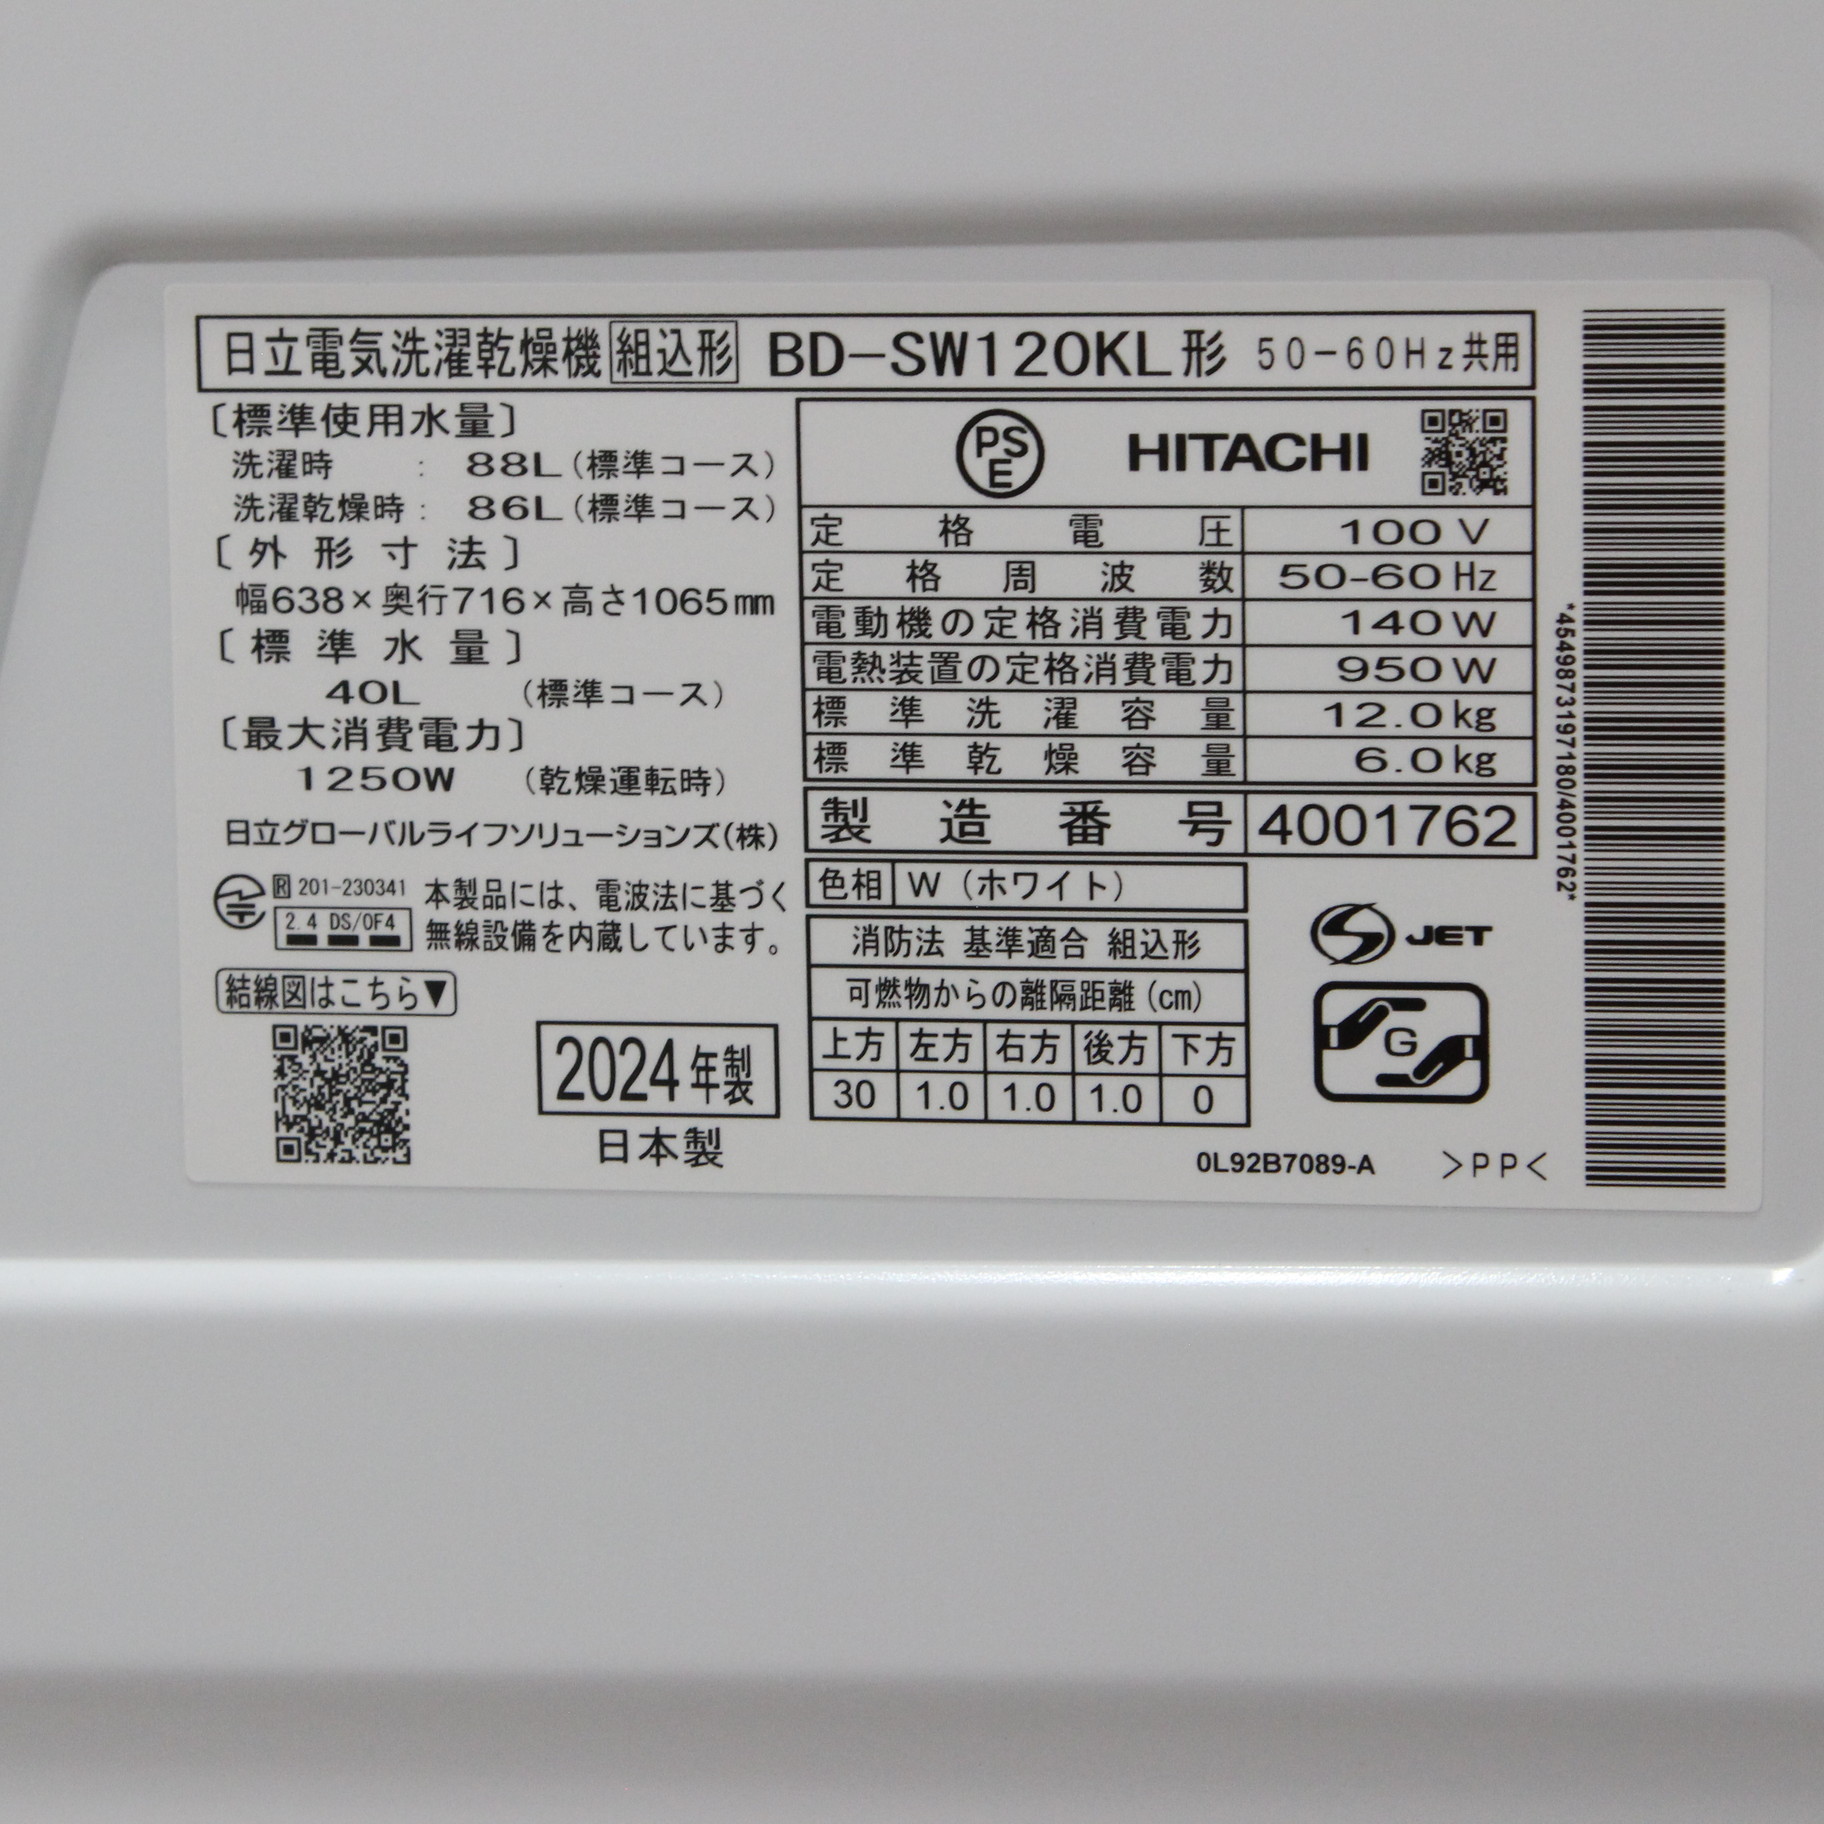 日立電気洗濯乾燥機 組込形 BD-SW120KL形 50-60Hz共用
〔標準使用水量〕
洗濯時 : 88L(標準コース)
洗濯乾燥時: 86L(標準コース)
〔外形寸法〕
幅638×奥行716×高さ1065mm
〔標準水量〕
40L (標準コース)
〔最大消費電力〕
1250W (乾燥運転時)
日立グローバルライフソリューションズ(株)
R 201-230341
2.4 DS/OF4
本製品には、電波法に基づく
無線設備を内蔵しています。
結線図はこちら▼
2024年製
日本製
PSE HITACHI
定格電圧 100V
定格周波数 50-60Hz
電動機の定格消費電力 140W
電熱装置の定格消費電力 950W
標準洗濯容量 12.0kg
標準乾燥容量 6.0kg
製造番号 4001762
色相 W(ホワイト)
消防法 基準適合 組込形
可燃物からの離隔距離(cm)
上方 左方 右方 後方 下方
30 1.0 1.0 1.0 0
JET
G
0L92B7089-A >PP<
*4549873197180/4001762*